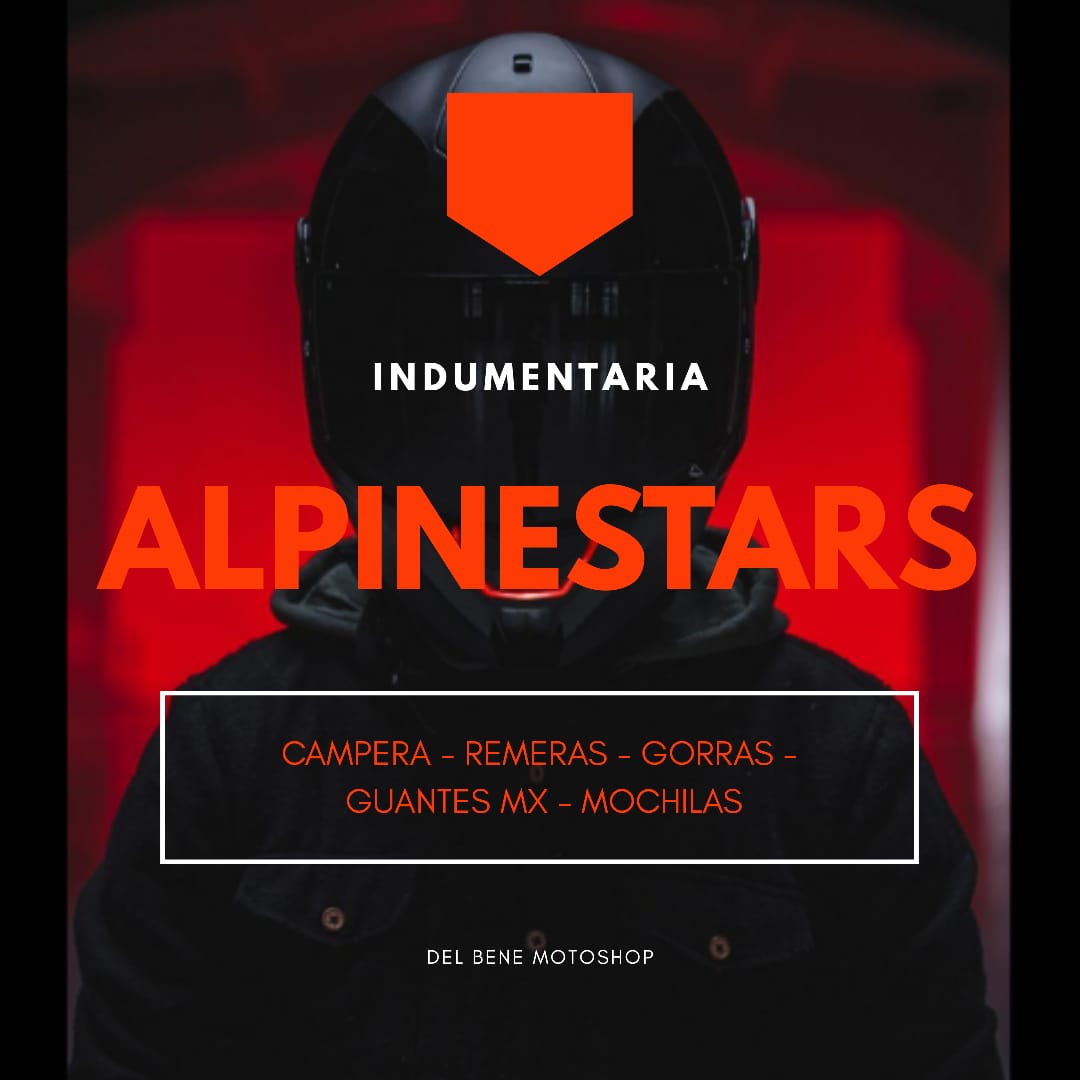 INDUMENTARIA
ALPINESTARS
CAMPERA - REMERAS - GORRAS -
GUANTES MX - MOCHILAS
DEL BENE MOTOSHOP